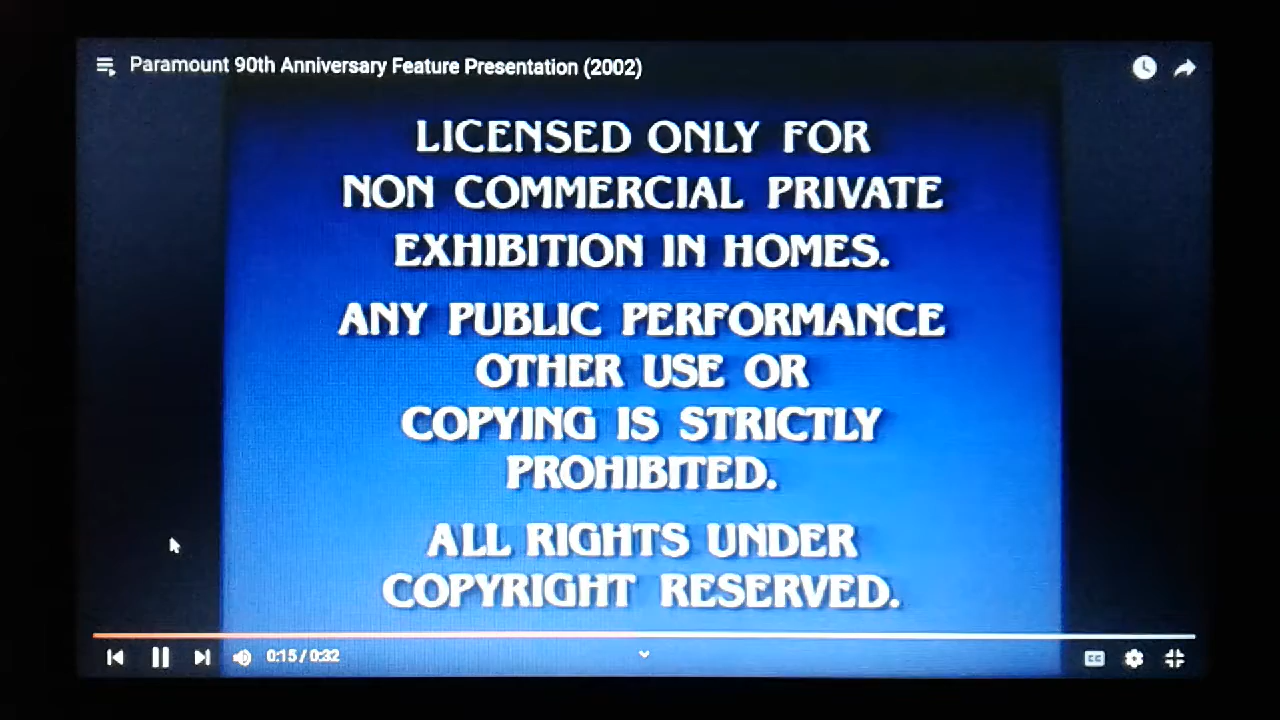 Paramount 90th Anniversary Feature Presentation (2002)
LICENSED ONLY FOR
NON COMMERCIAL PRIVATE
EXHIBITION IN HOMES.
ANY PUBLIC PERFORMANCE
OTHER USE OR
COPYING IS STRICTLY
PROHIBITED.
ALL RIGHTS UNDER
COPYRIGHT RESERVED.
0:15 / 0:32
CC